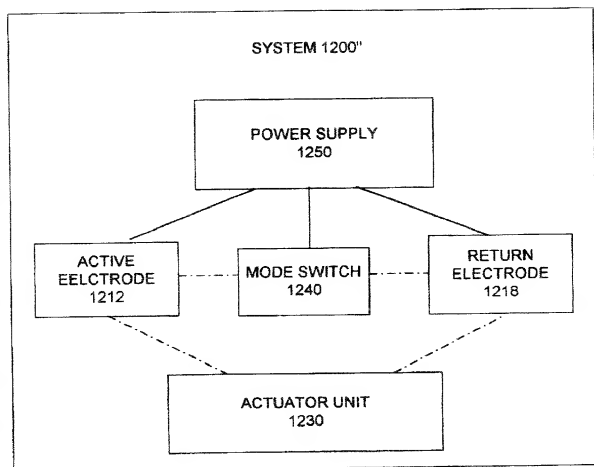 SYSTEM 1200"
POWER SUPPLY
1250
ACTIVE
EELCTRODE
1212
MODE SWITCH
1240
RETURN
ELECTRODE
1218
ACTUATOR UNIT
1230